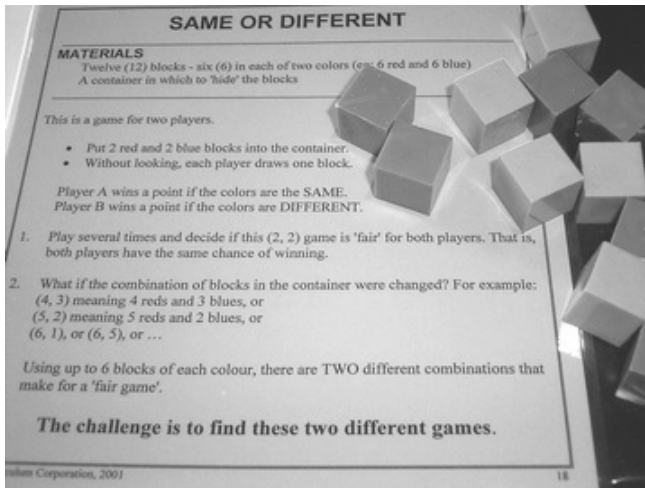 SAME OR DIFFERENT
MATERIALS
Twelve (12) blocks - six (6) in each of two colors (eg: 6 red and 6 blue)
A container in which to 'hide' the blocks
This is a game for two players.
• Put 2 red and 2 blue blocks into the container.
• Without looking, each player draws one block.
Player A wins a point if the colors are the SAME.
Player B wins a point if the colors are DIFFERENT.
1. Play several times and decide if this (2, 2) game is 'fair' for both players. That is,
both players have the same chance of winning.
2. What if the combination of blocks in the container were changed? For example:
(4, 3) meaning 4 reds and 3 blues, or
(5, 2) meaning 5 reds and 2 blues, or
(6, 1), or (6, 5), or ...
Using up to 6 blocks of each colour, there are TWO different combinations that
make for a 'fair game'.
The challenge is to find these two different games.
Corporation, 2001
18